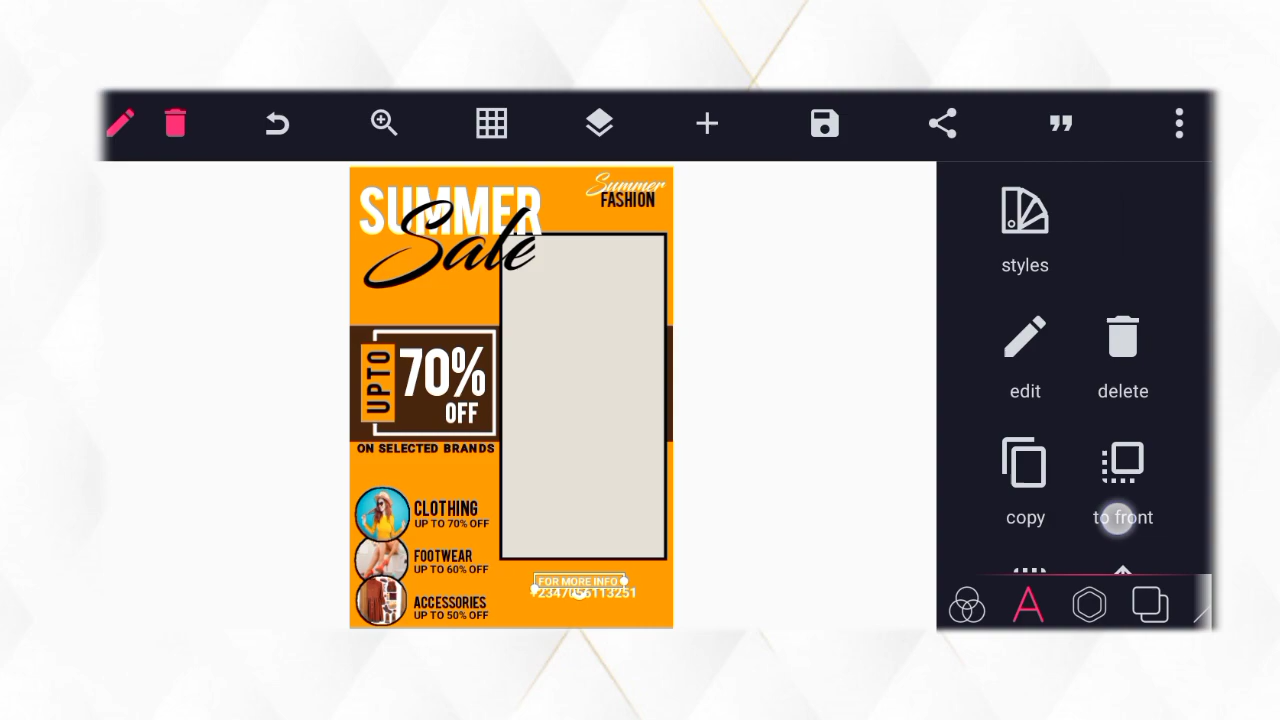 SUMMER
Sale
Summer
FASHION
UPTO
70%
OFF
ON SELECTED BRANDS
CLOTHING
UP TO 70% OFF
FOOTWEAR
UP TO 60% OFF
ACCESSORIES
UP TO 50% OFF
FOR MORE INFO
styles
edit
delete
copy
to front